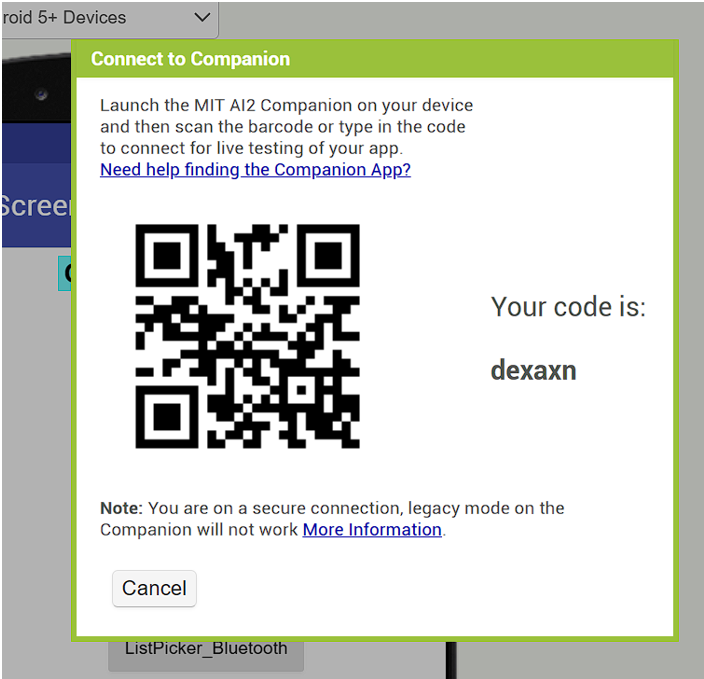 roid 5+ Devices
Connect to Companion
Launch the MIT AI2 Companion on your device
and then scan the barcode or type in the code
to connect for live testing of your app.
Need help finding the Companion App?
Scree
Your code is:
dexaxn
Note: You are on a secure connection, legacy mode on the
Companion will not work More Information.
Cancel
ListPicker_Bluetooth